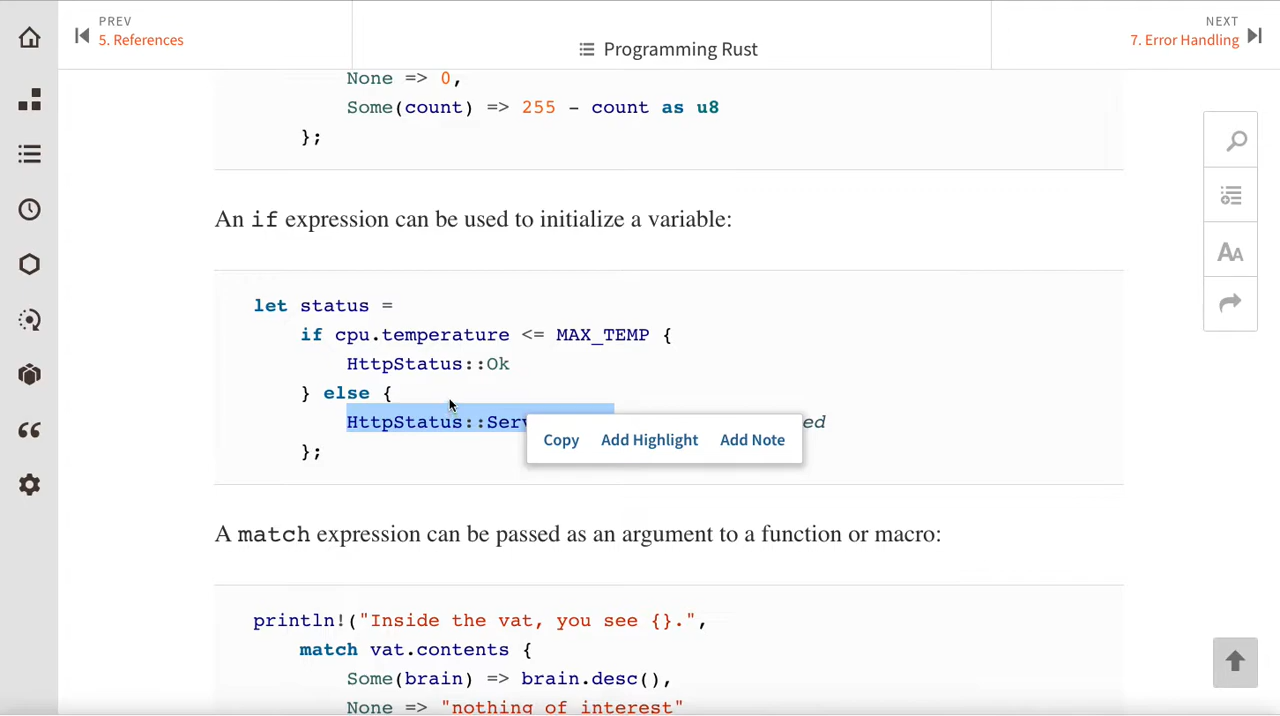 PREV
5. References
Programming Rust
NEXT
7. Error Handling
None => 0,
Some(count) => 255 - count as u8
};
An if expression can be used to initialize a variable:
let status =
if cpu.temperature <= MAX_TEMP {
HttpStatus::Ok
} else {
HttpStatus::Serv
};
Copy Add Highlight Add Note
A match expression can be passed as an argument to a function or macro:
println!("Inside the vat, you see {}.",
match vat.contents {
Some(brain) => brain.desc(),
None => "nothing of interest"
AA